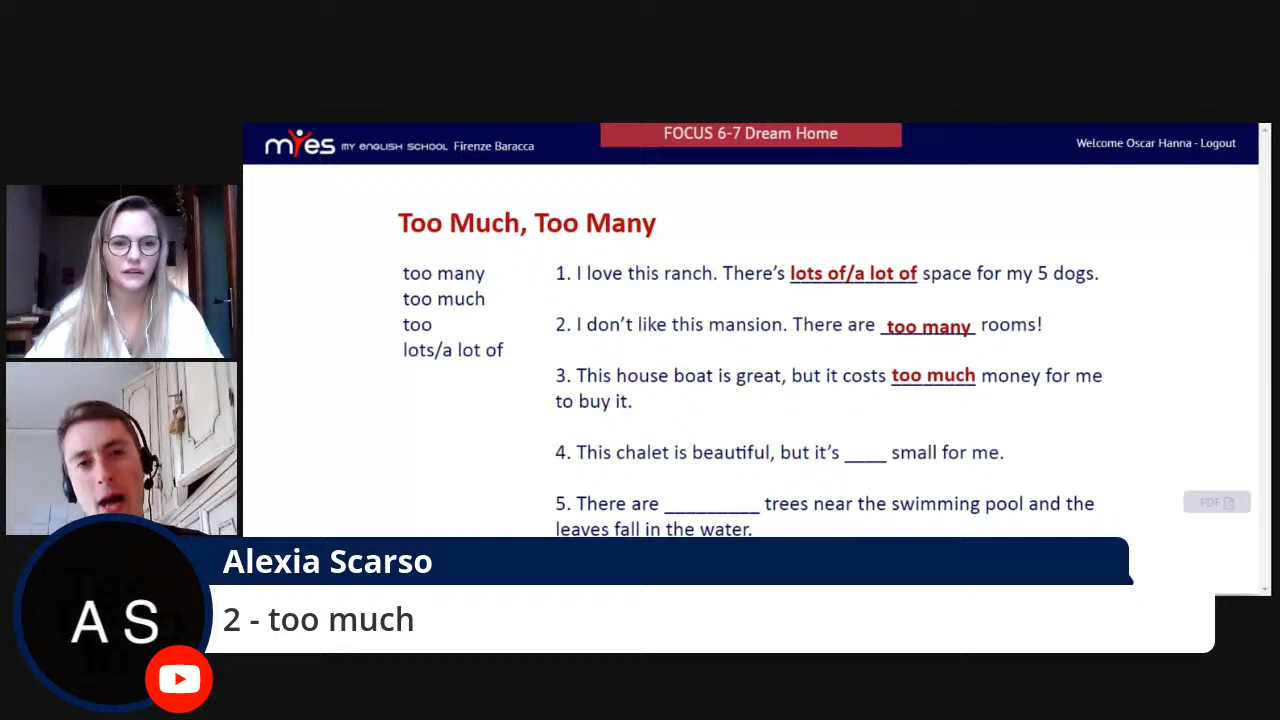 myes MY ENGLISH SCHOOL Firenze Baracca
FOCUS 6-7 Dream Home
Welcome Oscar Hanna - Logout
Too Much, Too Many
too many
too much
too
lots/a lot of
1. I love this ranch. There's lots of/a lot of space for my 5 dogs.
2. I don't like this mansion. There are too many rooms!
3. This house boat is great, but it costs too much money for me
to buy it.
4. This chalet is beautiful, but it's ____ small for me.
5. There are _________ trees near the swimming pool and the
leaves fall in the water.
PDF
Alexia Scarso
AS
2 - too much